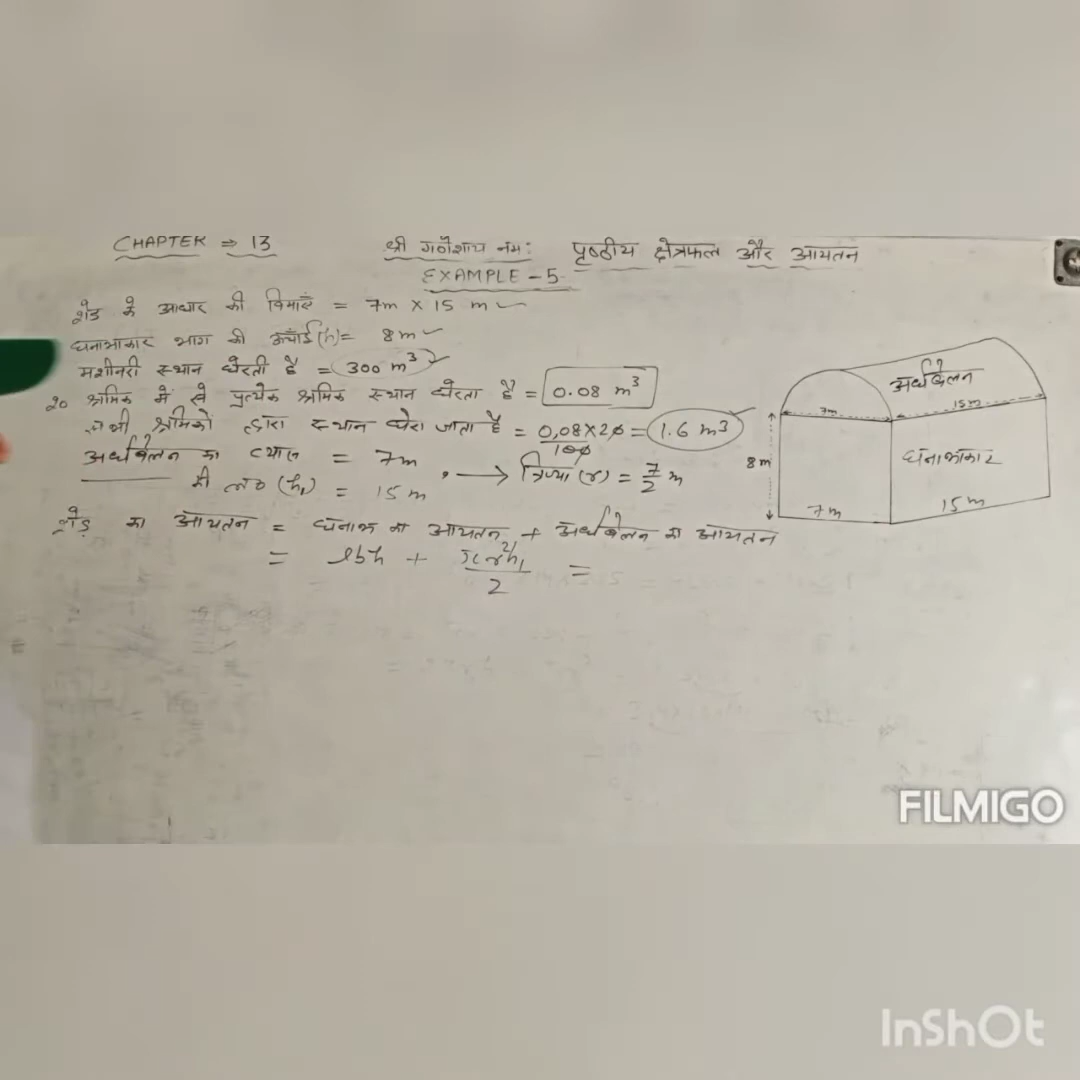 CHAPTER ⇒ 13 श्री गणेशाय नमः पृष्ठीय क्षेत्रफल और आयतन
EXAMPLE - 5
शेड के आधार की विमाएँ = 7m × 15 m ✓
घनाभाकार भाग की ऊँचाई (h) = 8m ✓
मशीनरी स्थान घेरती है = 300 m³ ✓
20 श्रमिक में से प्रत्येक श्रमिक स्थान घेरता है = 0.08 m³
सभी श्रमिकों द्वारा स्थान घेरा जाता है = 0,08×20/100 = 1.6 m³ ✓
अर्धबेलन का व्यास = 7m , → त्रिज्या (r) = 7/2 m
की लं० (h₁) = 15 m
शेड़ का आयतन = घनाभ का आयतन + अर्धबेलन का आयतन
= lbh + πr²h₁/2 =
अर्धबेलन
7m
15m
8m
घनाभाकार
7m
15m
FILMIGO
InShOt